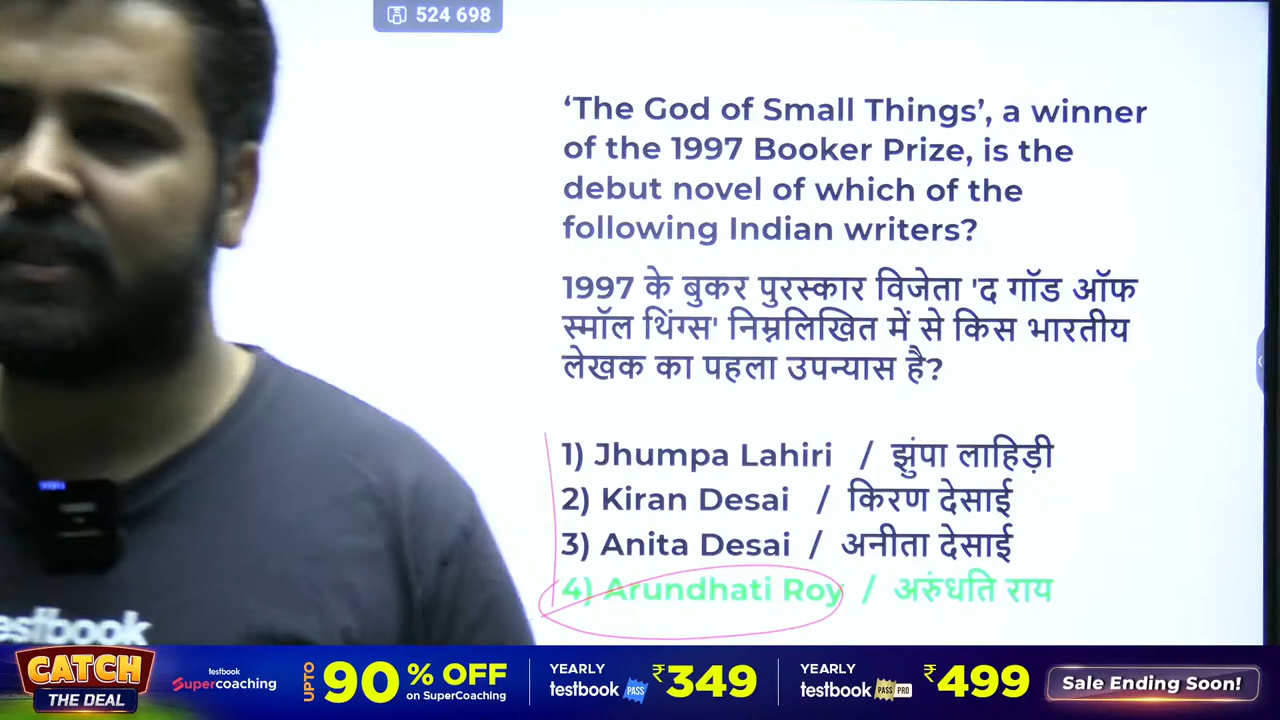 524 698
‘The God of Small Things’, a winner
of the 1997 Booker Prize, is the
debut novel of which of the
following Indian writers?
1997 के बुकर पुरस्कार विजेता 'द गॉड ऑफ
स्मॉल थिंग्स' निम्नलिखित में से किस भारतीय
लेखक का पहला उपन्यास है?
1) Jhumpa Lahiri / झुंपा लाहिड़ी
2) Kiran Desai / किरण देसाई
3) Anita Desai / अनीता देसाई
4) Arundhati Roy / अरुंधति राय
estbook
CATCH
THE DEAL
testbook
Supercoaching
UPTO
90% OFF
on SuperCoaching
YEARLY
testbook PASS
₹349
YEARLY
testbook PASS PRO
₹499
Sale Ending Soon!